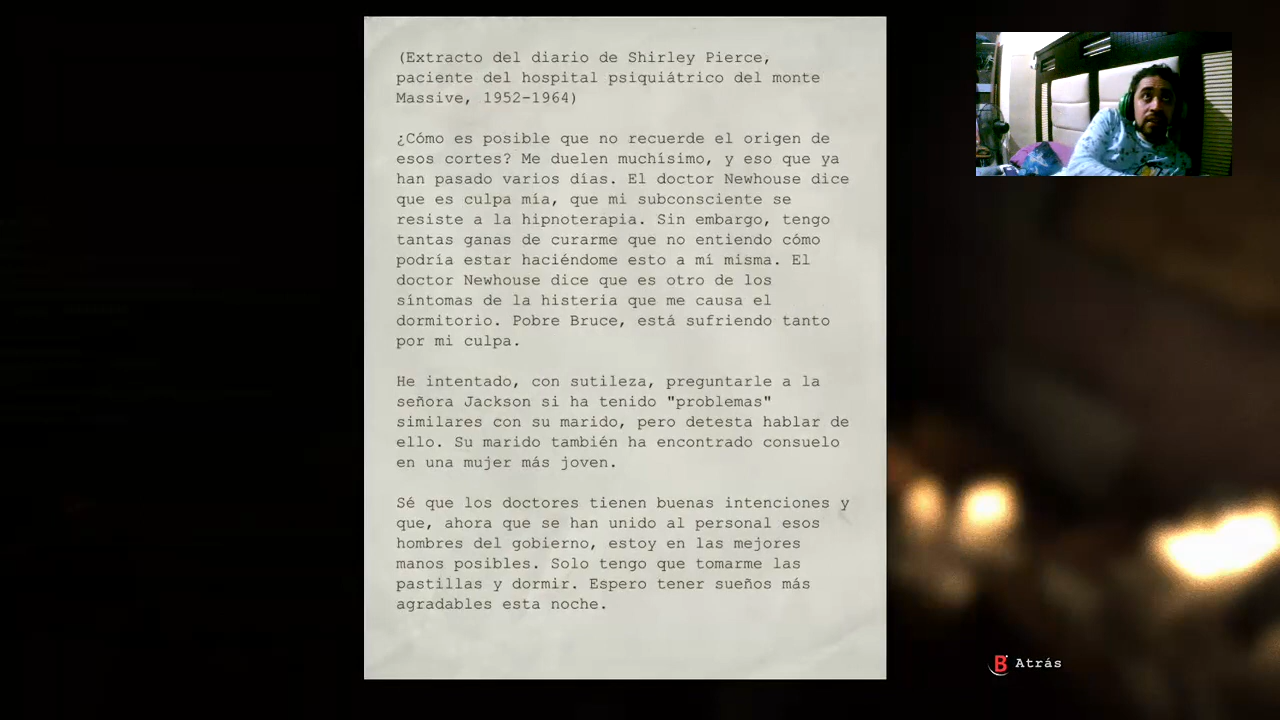 (Extracto del diario de Shirley Pierce,
paciente del hospital psiquiátrico del monte
Massive, 1952-1964)
¿Cómo es posible que no recuerde el origen de
esos cortes? Me duelen muchísimo, y eso que ya
han pasado varios días. El doctor Newhouse dice
que es culpa mía, que mi subconsciente se
resiste a la hipnoterapia. Sin embargo, tengo
tantas ganas de curarme que no entiendo cómo
podría estar haciéndome esto a mí misma. El
doctor Newhouse dice que es otro de los
síntomas de la histeria que me causa el
dormitorio. Pobre Bruce, está sufriendo tanto
por mi culpa.
He intentado, con sutileza, preguntarle a la
señora Jackson si ha tenido "problemas"
similares con su marido, pero detesta hablar de
ello. Su marido también ha encontrado consuelo
en una mujer más joven.
Sé que los doctores tienen buenas intenciones y
que, ahora que se han unido al personal esos
hombres del gobierno, estoy en las mejores
manos posibles. Solo tengo que tomarme las
pastillas y dormir. Espero tener sueños más
agradables esta noche.
B Atrás